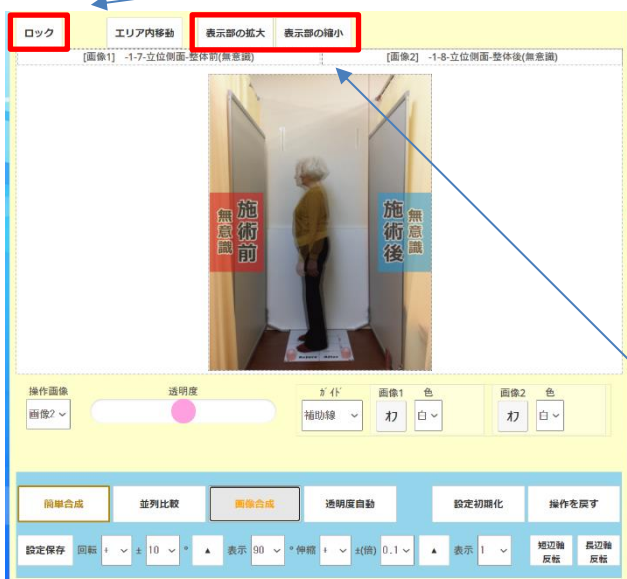 ロック エリア内移動 表示部の拡大 表示部の縮小
[画像1] -1-7-立位側面-整体前(無意識) [画像2] -1-8-立位側面-整体後(無意識)
無意識 施術前 施術後 無意識
Before After
操作画像 透明度 ガイド 画像1 色 画像2 色
画像2 補助線 オフ 白 オフ 白
簡単合成 並列比較 画像合成 透明度自動 設定初期化 操作を戻す
設定保存 回転 + ± 10 ° ▲ 表示 90 ° 伸縮 + ±(倍) 0.1 ▲ 表示 1 短辺軸反転 長辺軸反転